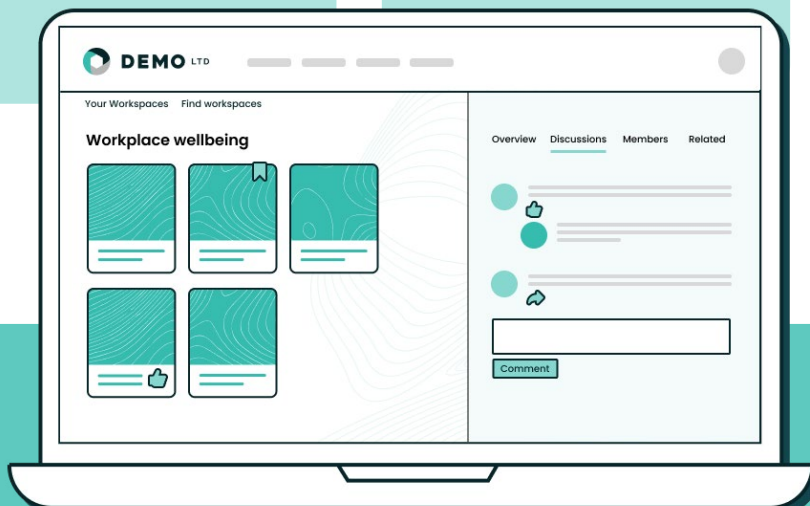 DEMO LTD
Your Workspaces Find workspaces
Workplace wellbeing
Overview Discussions Members Related
Comment